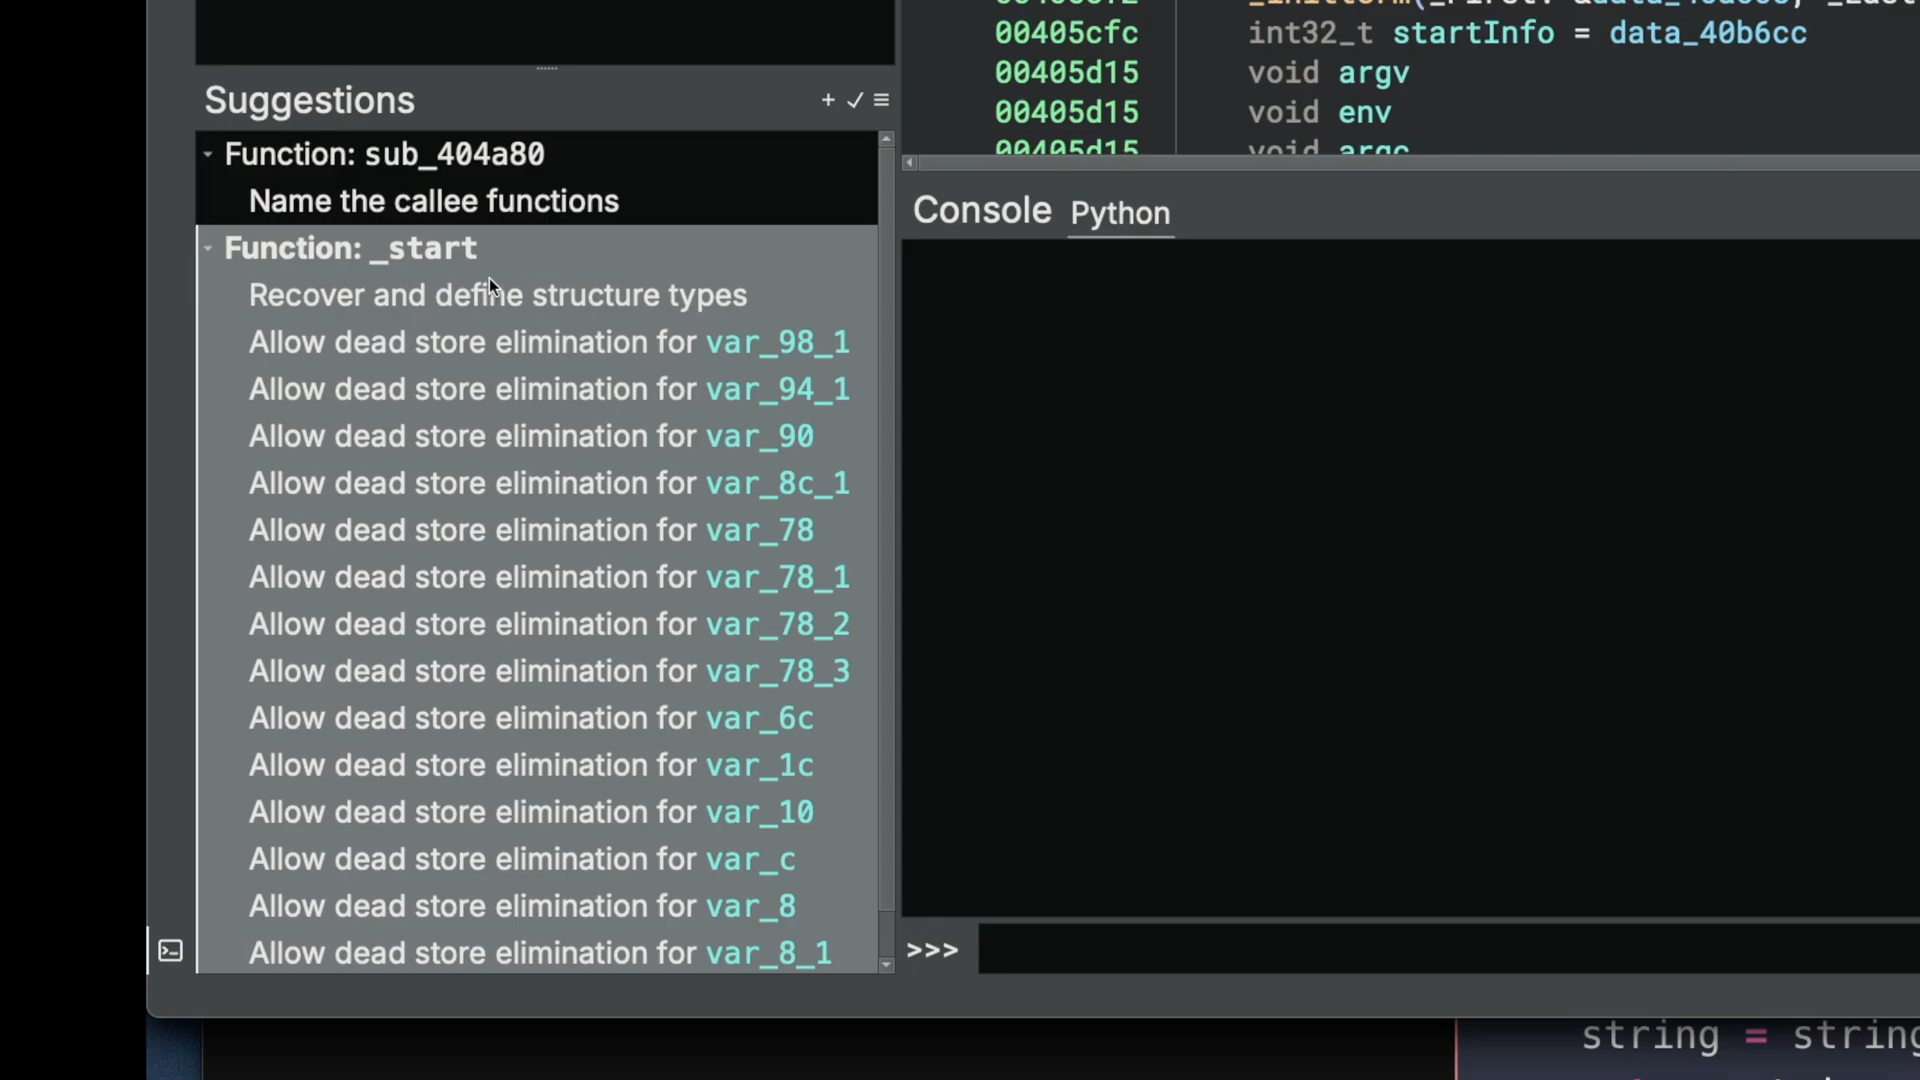 00405cfc int32_t startInfo = data_40b6cc
00405d15 void argv
00405d15 void env
00405d15 void argc
Suggestions
Function: sub_404a80
Name the callee functions
Function: _start
Recover and define structure types
Allow dead store elimination for var_98_1
Allow dead store elimination for var_94_1
Allow dead store elimination for var_90
Allow dead store elimination for var_8c_1
Allow dead store elimination for var_78
Allow dead store elimination for var_78_1
Allow dead store elimination for var_78_2
Allow dead store elimination for var_78_3
Allow dead store elimination for var_6c
Allow dead store elimination for var_1c
Allow dead store elimination for var_10
Allow dead store elimination for var_c
Allow dead store elimination for var_8
Allow dead store elimination for var_8_1
Console Python
>>>
string = string